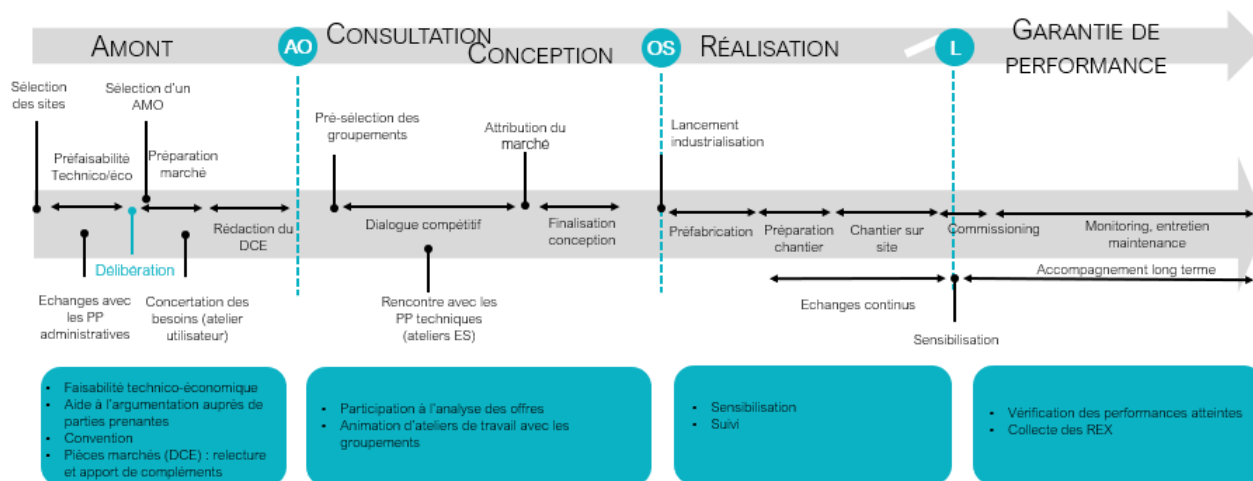 AMONT
AO
CONSULTATION
CONCEPTION
OS
RÉALISATION
L
GARANTIE DE
PERFORMANCE
Sélection
des sites
Sélection d'un
AMO
Préfaisabilité
Technico/éco
Préparation
marché
Rédaction du
DCE
Délibération
Echanges avec
les PP
administratives
Concertation des
besoins (atelier
utilisateur)
Pré-sélection des
groupements
Attribution du
marché
Dialogue compétitif
Finalisation
conception
Rencontre avec les
PP techniques
(ateliers ES)
Lancement
industrialisation
Préfabrication
Préparation
chantier
Chantier sur
site
Commissioning
Monitoring, entretien
maintenance
Echanges continus
Accompagnement long terme
Sensibilisation
• Faisabilité technico-économique
• Aide à l'argumentation auprès de
parties prenantes
• Convention
• Pièces marchés (DCE) : relecture
et apport de compléments
• Participation à l'analyse des offres
• Animation d'ateliers de travail avec les
groupements
• Sensibilisation
• Suivi
• Vérification des performances atteintes
• Collecte des REX